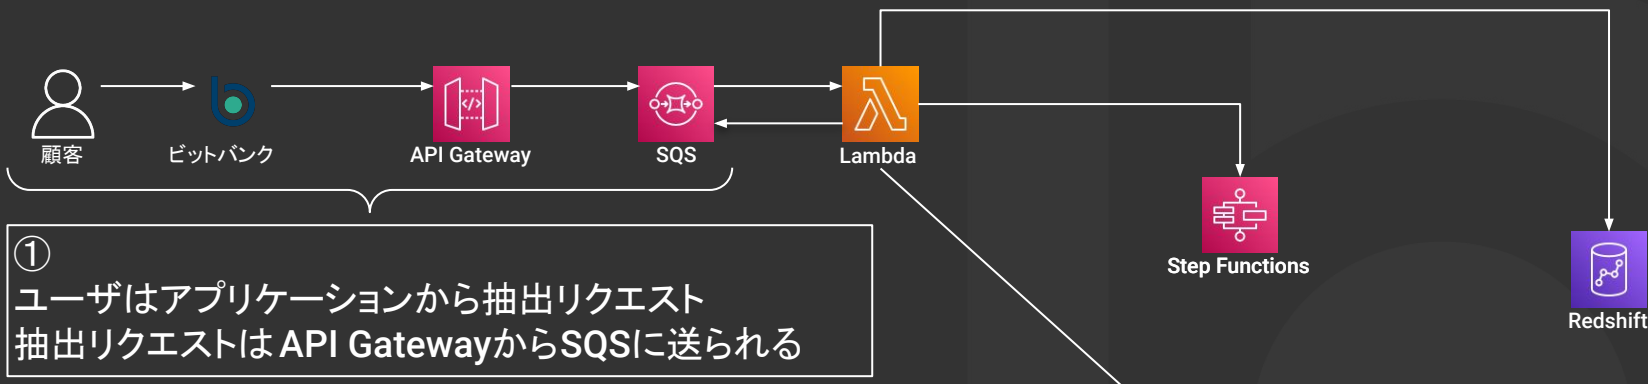 顧客
ビットバンク
API Gateway
SQS
Lambda
Step Functions
Redshift
①
ユーザはアプリケーションから抽出リクエスト
抽出リクエストは API GatewayからSQSに送られる